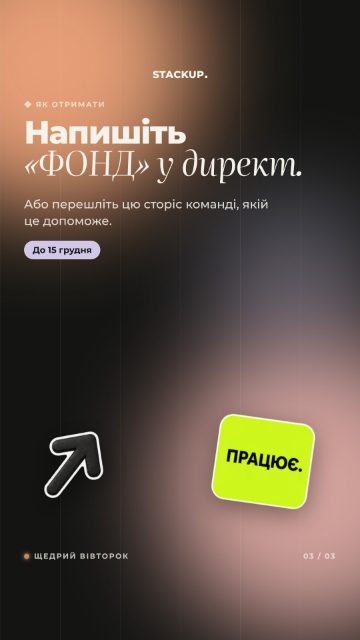 STACKUP.
ЯК ОТРИМАТИ
Напишіть
«ФОНД» у директ.
Або перешліть цю сторіс команді, якій
це допоможе.
До 15 грудня
ПРАЦЮЄ.
ЩЕДРИЙ ВІВТОРОК
03 / 03